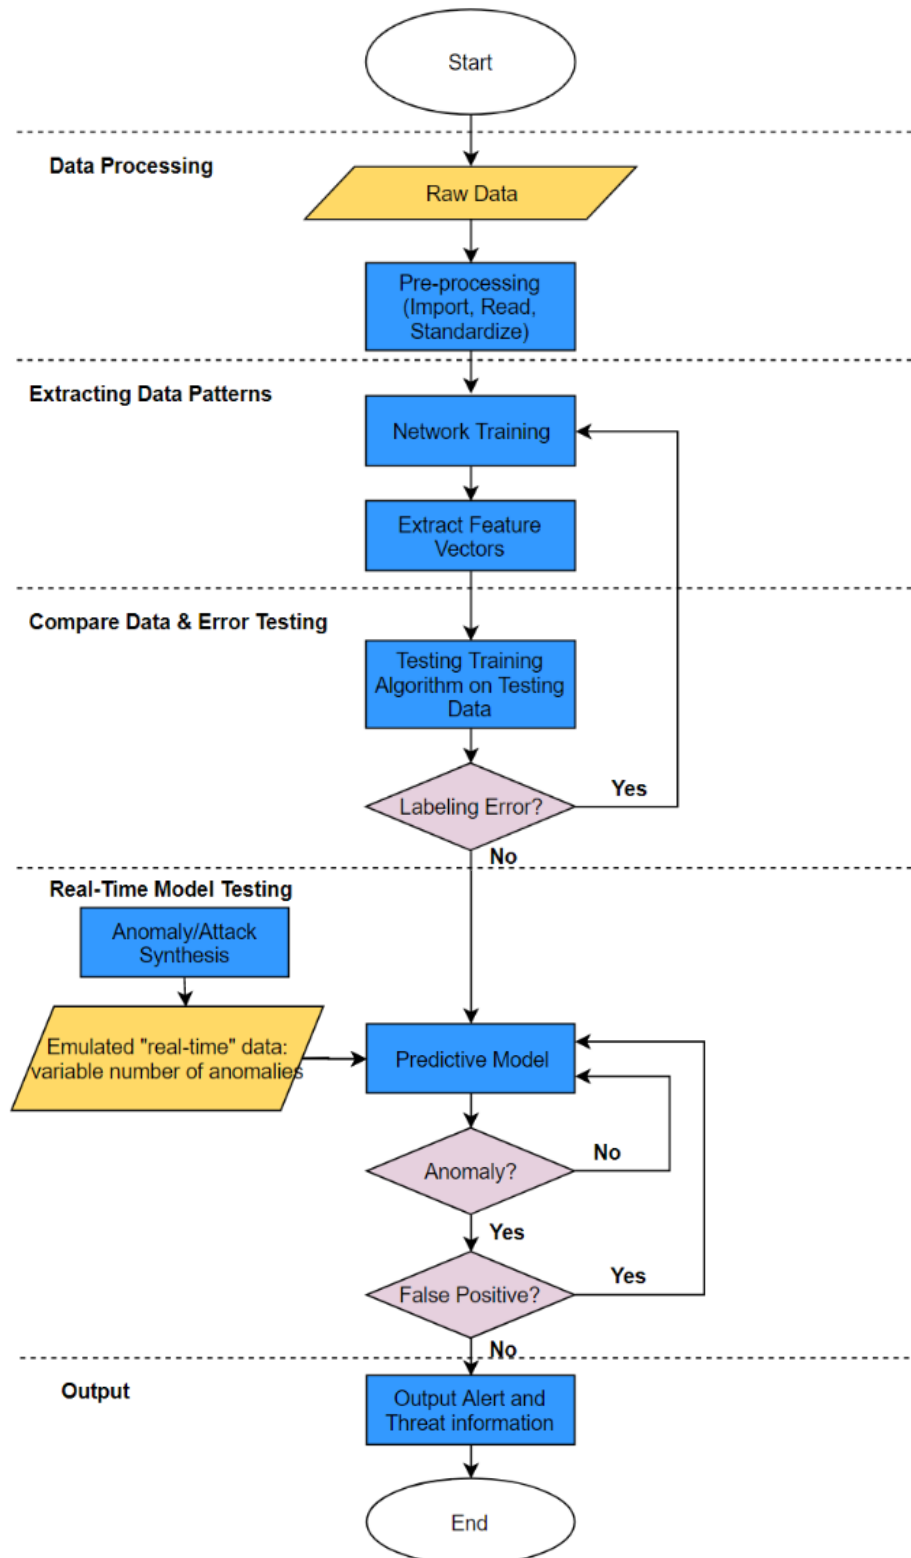 Start
Data Processing
Raw Data
Pre-processing
(Import, Read,
Standardize)
Extracting Data Patterns
Network Training
Extract Feature
Vectors
Compare Data & Error Testing
Testing Training
Algorithm on Testing
Data
Labeling Error?
Yes
No
Real-Time Model Testing
Anomaly/Attack
Synthesis
Emulated "real-time" data:
variable number of anomalies
Predictive Model
Anomaly?
No
Yes
False Positive?
Yes
No
Output
Output Alert and
Threat information
End